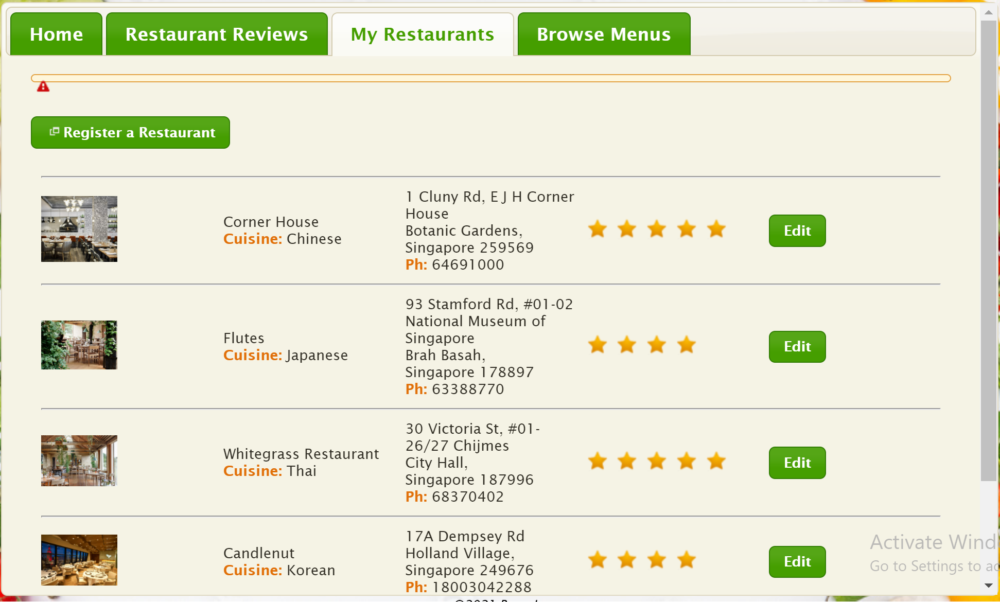 Home Restaurant Reviews My Restaurants Browse Menus
Register a Restaurant
Corner House
Cuisine: Chinese
1 Cluny Rd, E J H Corner
House
Botanic Gardens,
Singapore 259569
Ph: 64691000
Edit
Flutes
Cuisine: Japanese
93 Stamford Rd, #01-02
National Museum of
Singapore
Brah Basah,
Singapore 178897
Ph: 63388770
Edit
Whitegrass Restaurant
Cuisine: Thai
30 Victoria St, #01-
26/27 Chijmes
City Hall,
Singapore 187996
Ph: 68370402
Edit
Candlenut
Cuisine: Korean
17A Dempsey Rd
Holland Village,
Singapore 249676
Ph: 18003042288
Edit
Activate Wind
Go to Settings to ac